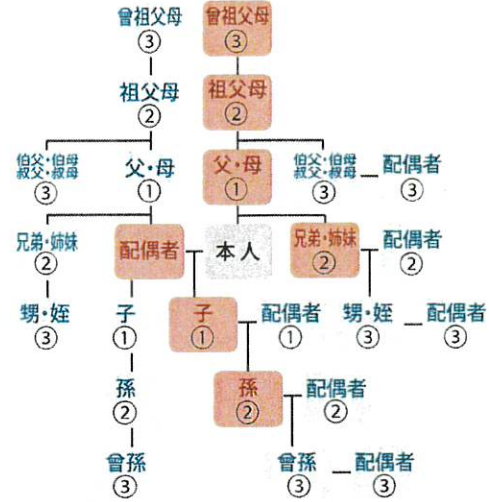 曾祖父母 曾祖父母
③ ③
祖父母 祖父母
② ②
伯父・伯母 父・母 父・母 伯父・伯母 配偶者
叔父・叔母 叔父・叔母
③ ① ① ③ ③
兄弟・姉妹 配偶者 本人 兄弟・姉妹 配偶者
② ② ②
甥・姪 子 子 配偶者 甥・姪 配偶者
③ ① ① ① ③ ③
孫 孫 配偶者
② ② ②
曾孫 曾孫 配偶者
③ ③ ③